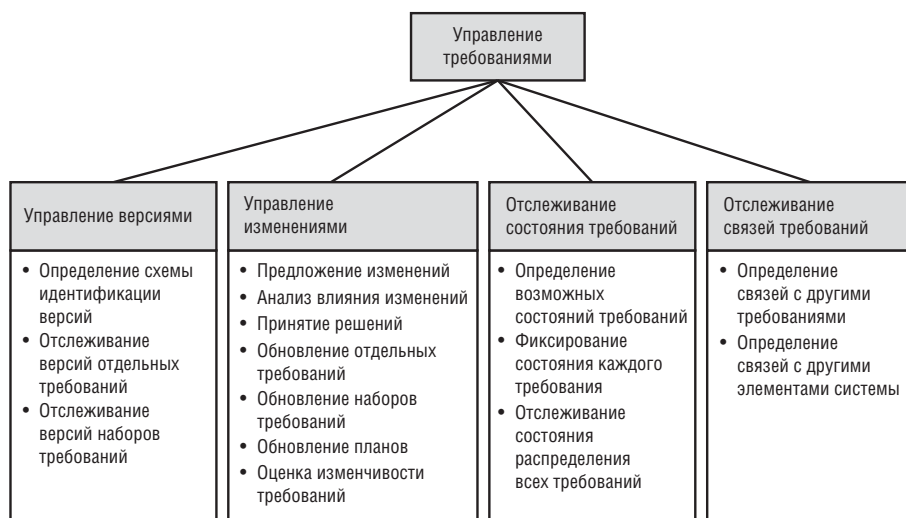 Управление
требованиями
Управление версиями
• Определение схемы
идентификации
версий
• Отслеживание
версий отдельных
требований
• Отслеживание
версий наборов
требований
Управление
изменениями
• Предложение изменений
• Анализ влияния изменений
• Принятие решений
• Обновление отдельных
требований
• Обновление наборов
требований
• Обновление планов
• Оценка изменчивости
требований
Отслеживание
состояния требований
• Определение
возможных
состояний требований
• Фиксирование
состояния каждого
требования
• Отслеживание
состояния
распределения
всех требований
Отслеживание
связей требований
• Определение
связей с другими
требованиями
• Определение
связей с другими
элементами системы